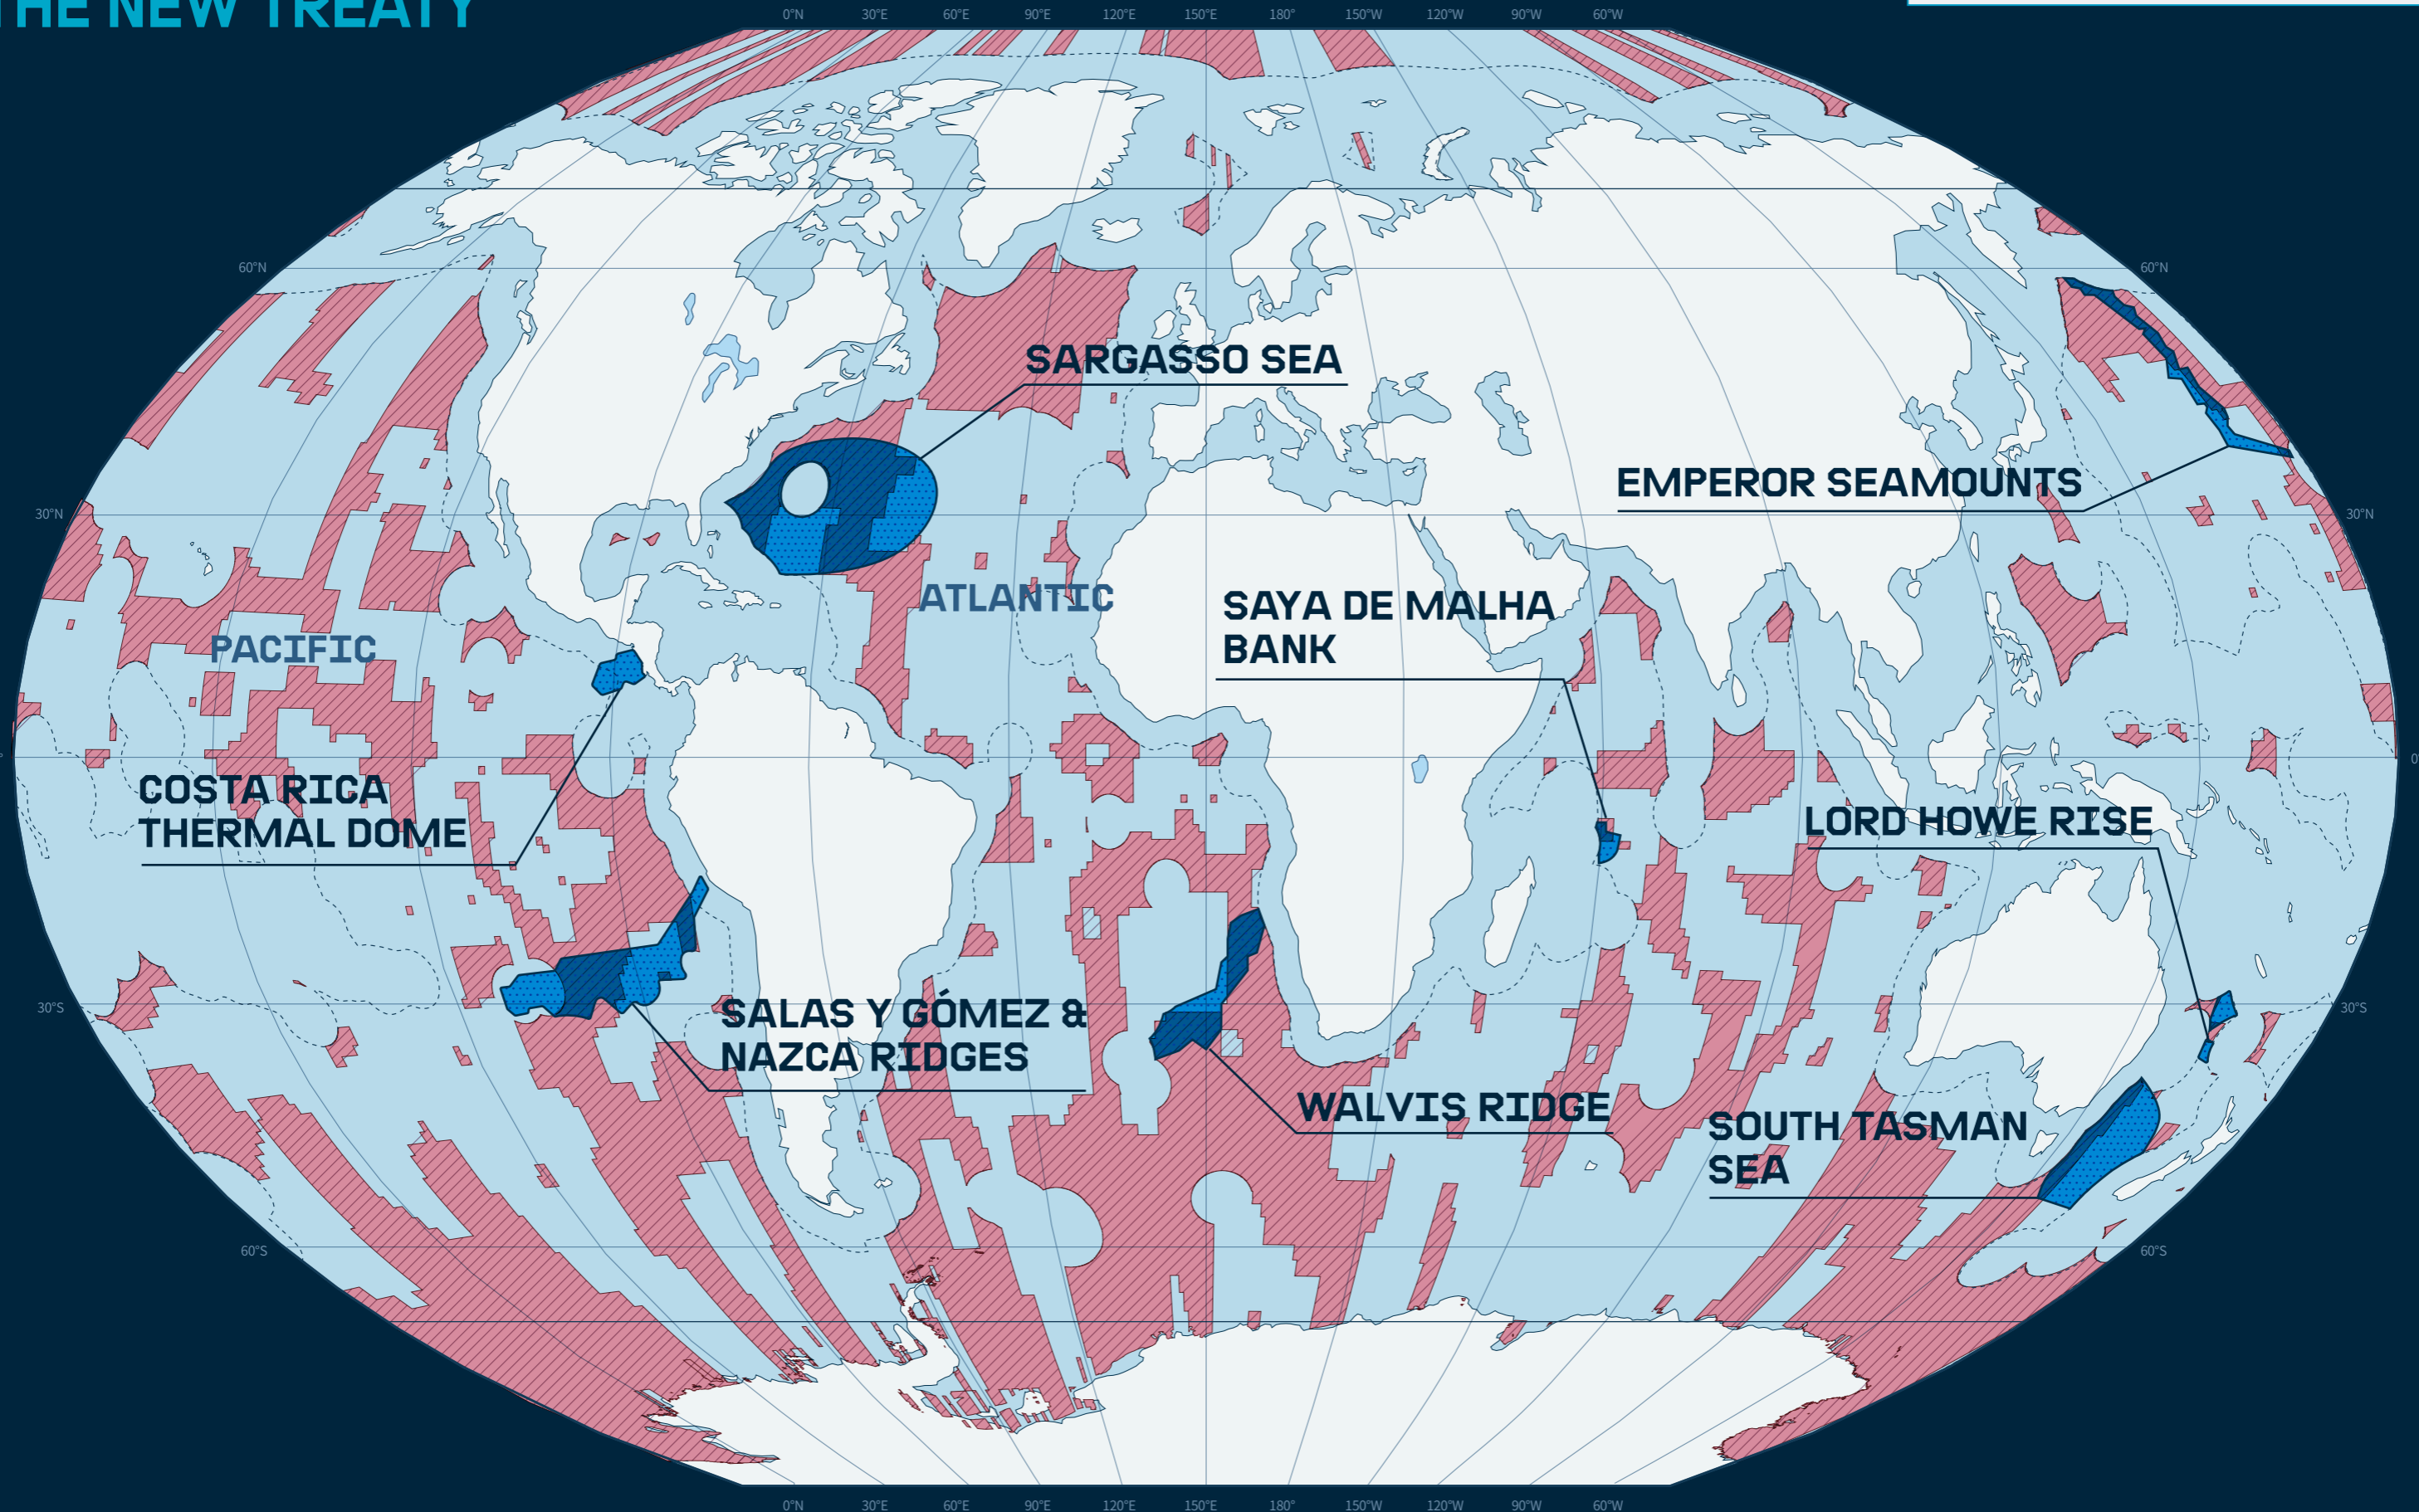 THE NEW TREATY
0°N 30°E 60°E 90°E 120°E 150°E 180° 150°W 120°W 90°W 60°W
60°N 60°N
SARGASSO SEA
EMPEROR SEAMOUNTS
30°N 30°N
ATLANTIC
SAYA DE MALHA
BANK
PACIFIC
COSTA RICA
THERMAL DOME
LORD HOWE RISE
30°S 30°S
SALAS Y GÓMEZ &
NAZCA RIDGES
WALVIS RIDGE
SOUTH TASMAN
SEA
60°S 60°S
0°N 30°E 60°E 90°E 120°E 150°E 180° 150°W 120°W 90°W 60°W